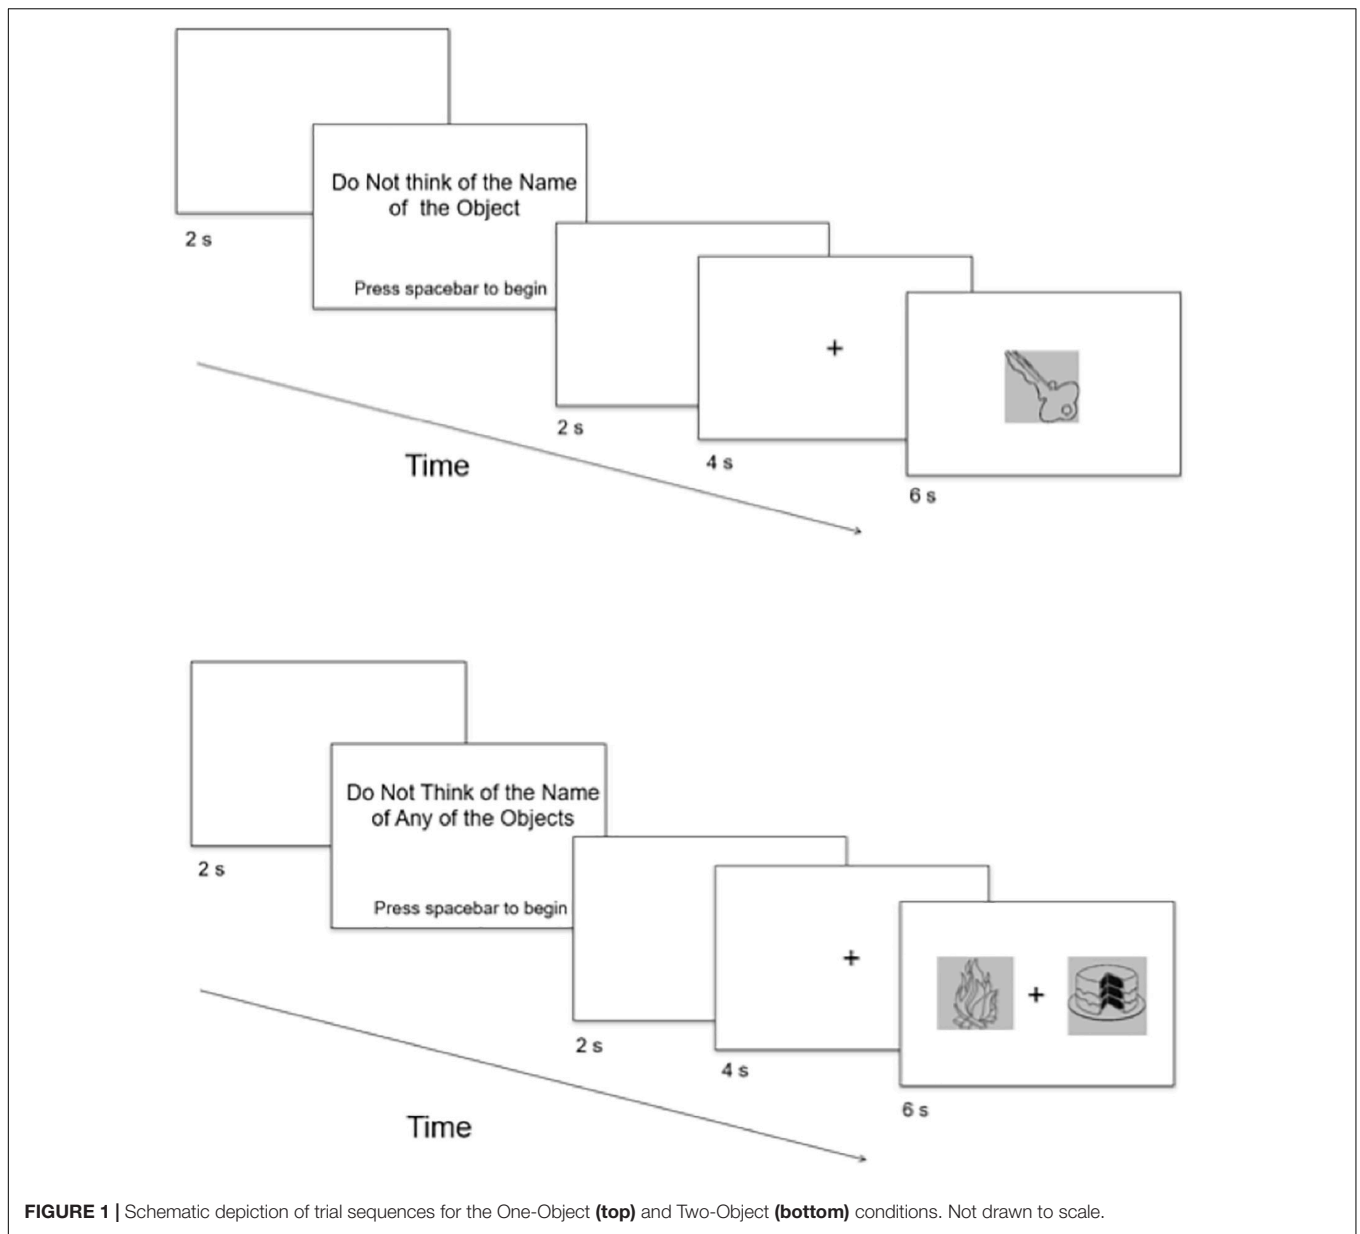 Do Not think of the Name
of the Object
Press spacebar to begin
2 s
2 s
+
4 s
6 s
Time
Do Not Think of the Name
of Any of the Objects
Press spacebar to begin
2 s
2 s
+
4 s
+
6 s
Time
FIGURE 1 | Schematic depiction of trial sequences for the One-Object (top) and Two-Object (bottom) conditions. Not drawn to scale.